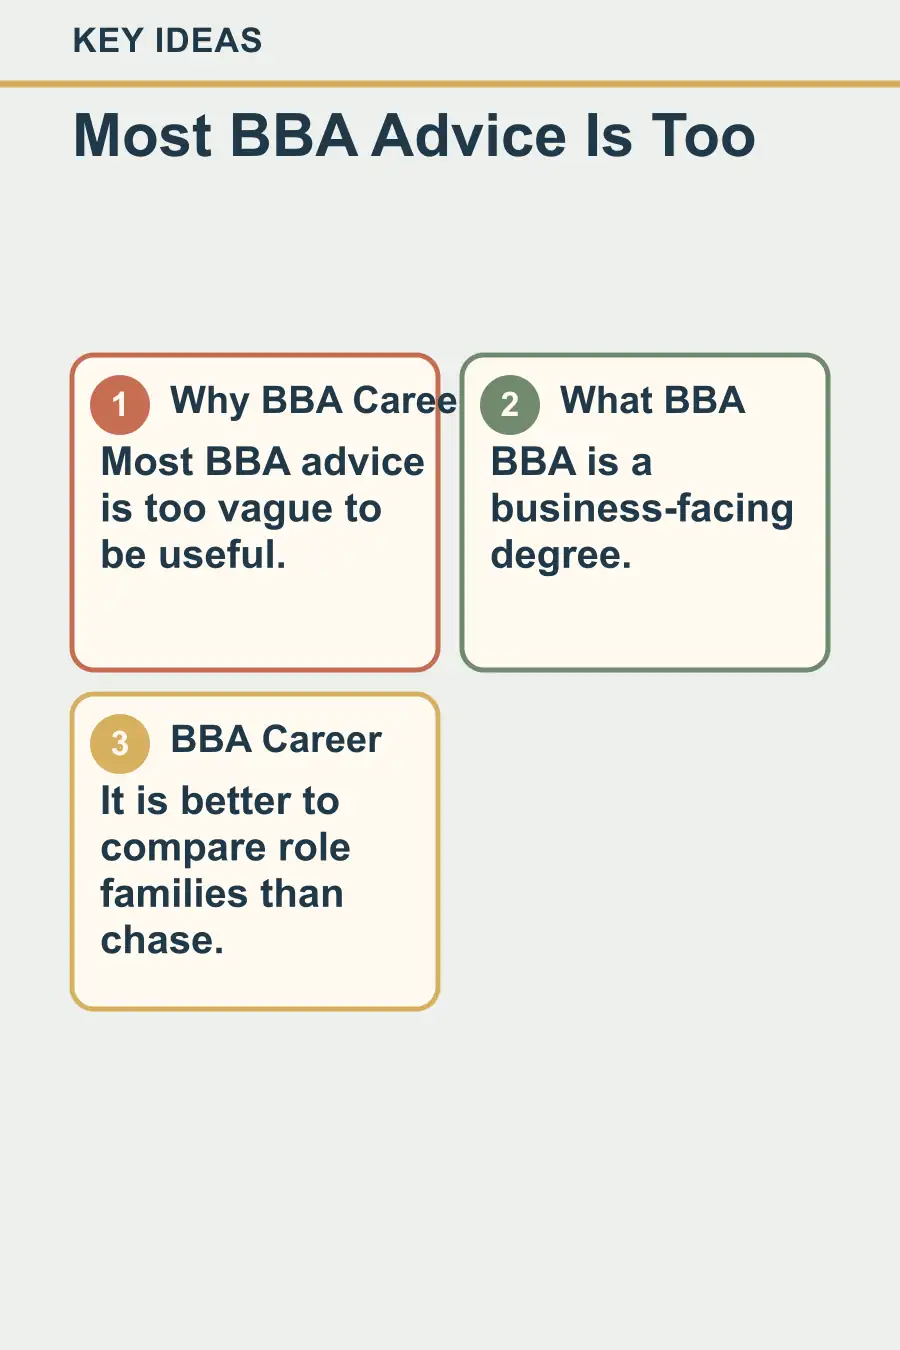 KEY IDEAS
Most BBA Advice Is Too
1
Why BBA Caree
Most BBA advice
is too vague to
be useful.
2
What BBA
BBA is a
business-facing
degree.
3
BBA Career
It is better to
compare role
families than
chase.